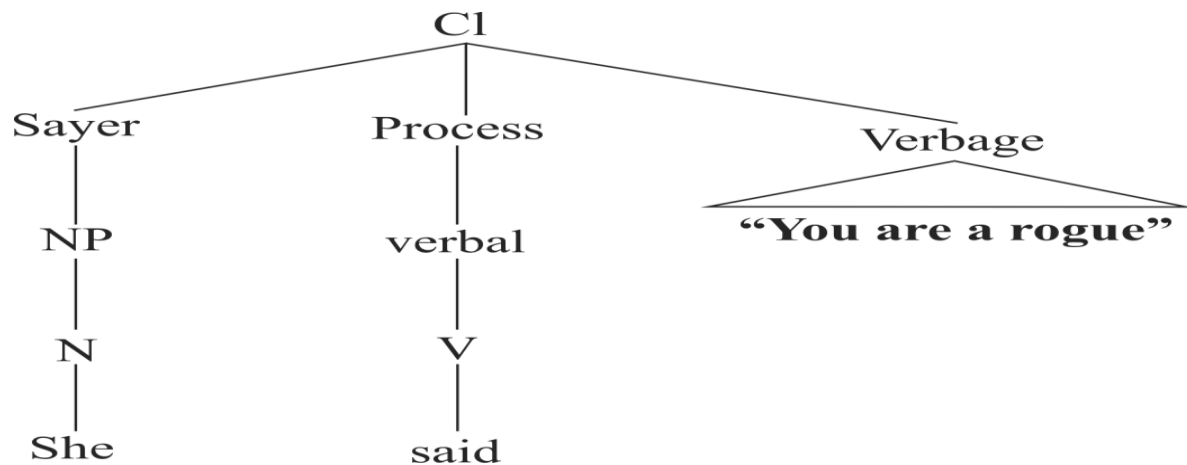 Cl
Sayer Process Verbage
NP verbal “You are a rogue”
N V
She said